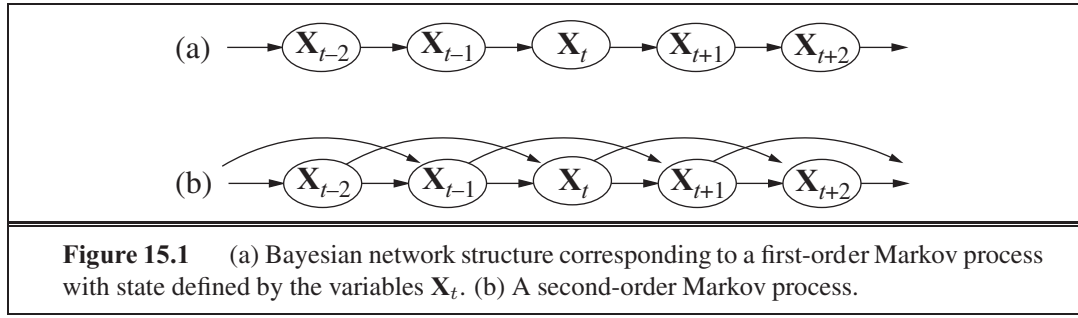 (a) X_{t–2} X_{t–1} X_t X_{t+1} X_{t+2}
(b) X_{t–2} X_{t–1} X_t X_{t+1} X_{t+2}
Figure 15.1 (a) Bayesian network structure corresponding to a first-order Markov process
with state defined by the variables X_t. (b) A second-order Markov process.